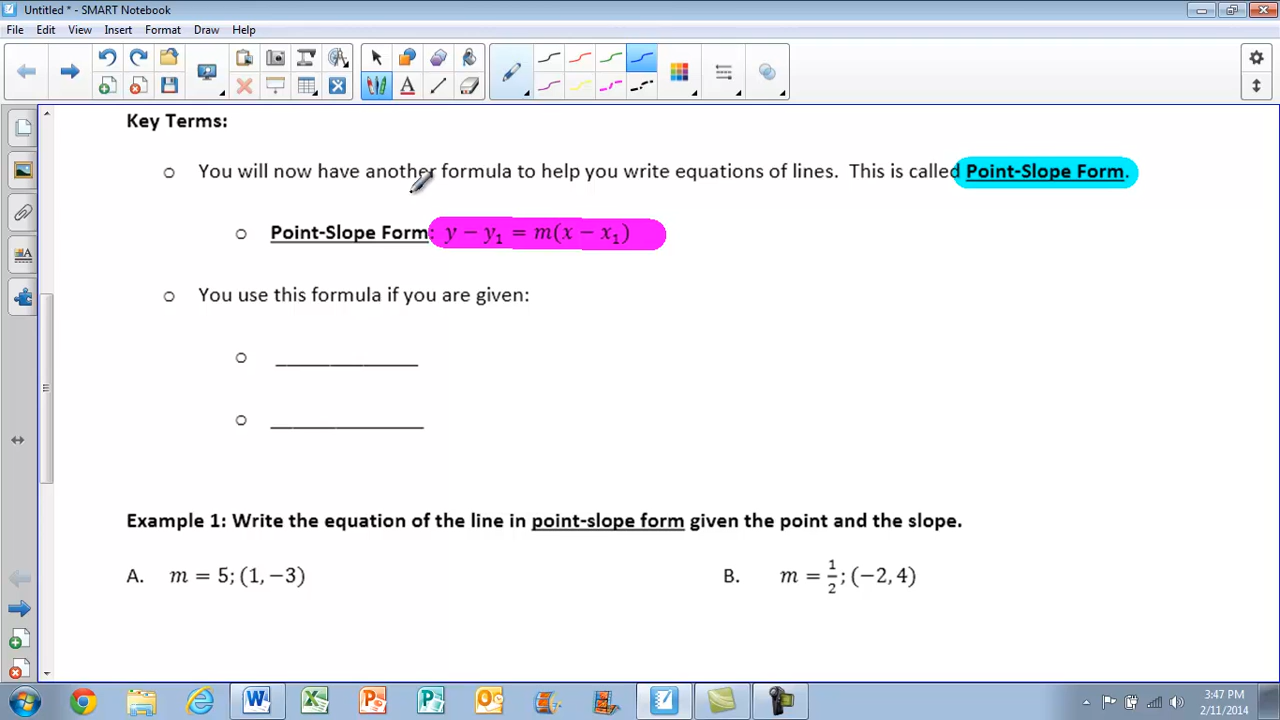 Untitled * - SMART Notebook
File Edit View Insert Format Draw Help
Key Terms:
o You will now have another formula to help you write equations of lines. This is called Point-Slope Form.
o Point-Slope Form: y − y₁ = m(x − x₁)
o You use this formula if you are given:
o _____________
o ______________
Example 1: Write the equation of the line in point-slope form given the point and the slope.
A. m = 5; (1, −3) B. m = 1/2; (−2, 4)
3:47 PM
2/11/2014